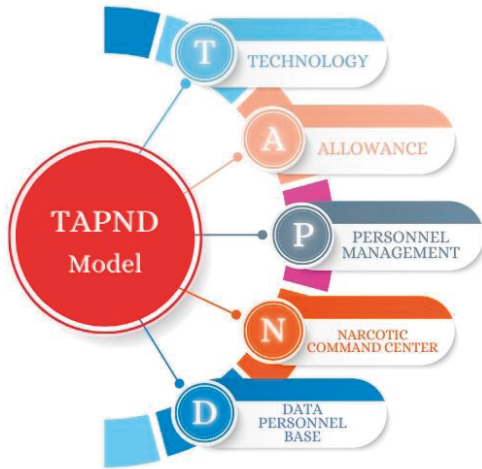 T
TECHNOLOGY
A
ALLOWANCE
TAPND
Model
P
PERSONNEL
MANAGEMENT
N
NARCOTIC
COMMAND CENTER
D
DATA
PERSONNEL
BASE